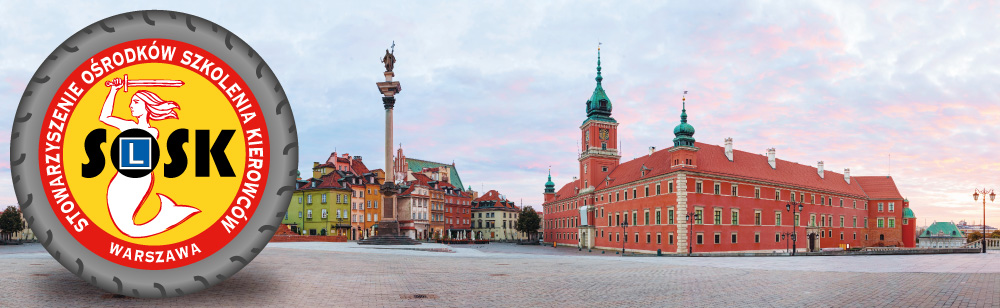 STOWARZYSZENIE OŚRODKÓW SZKOLENIA KIEROWCÓW
SOSK
L
WARSZAWA